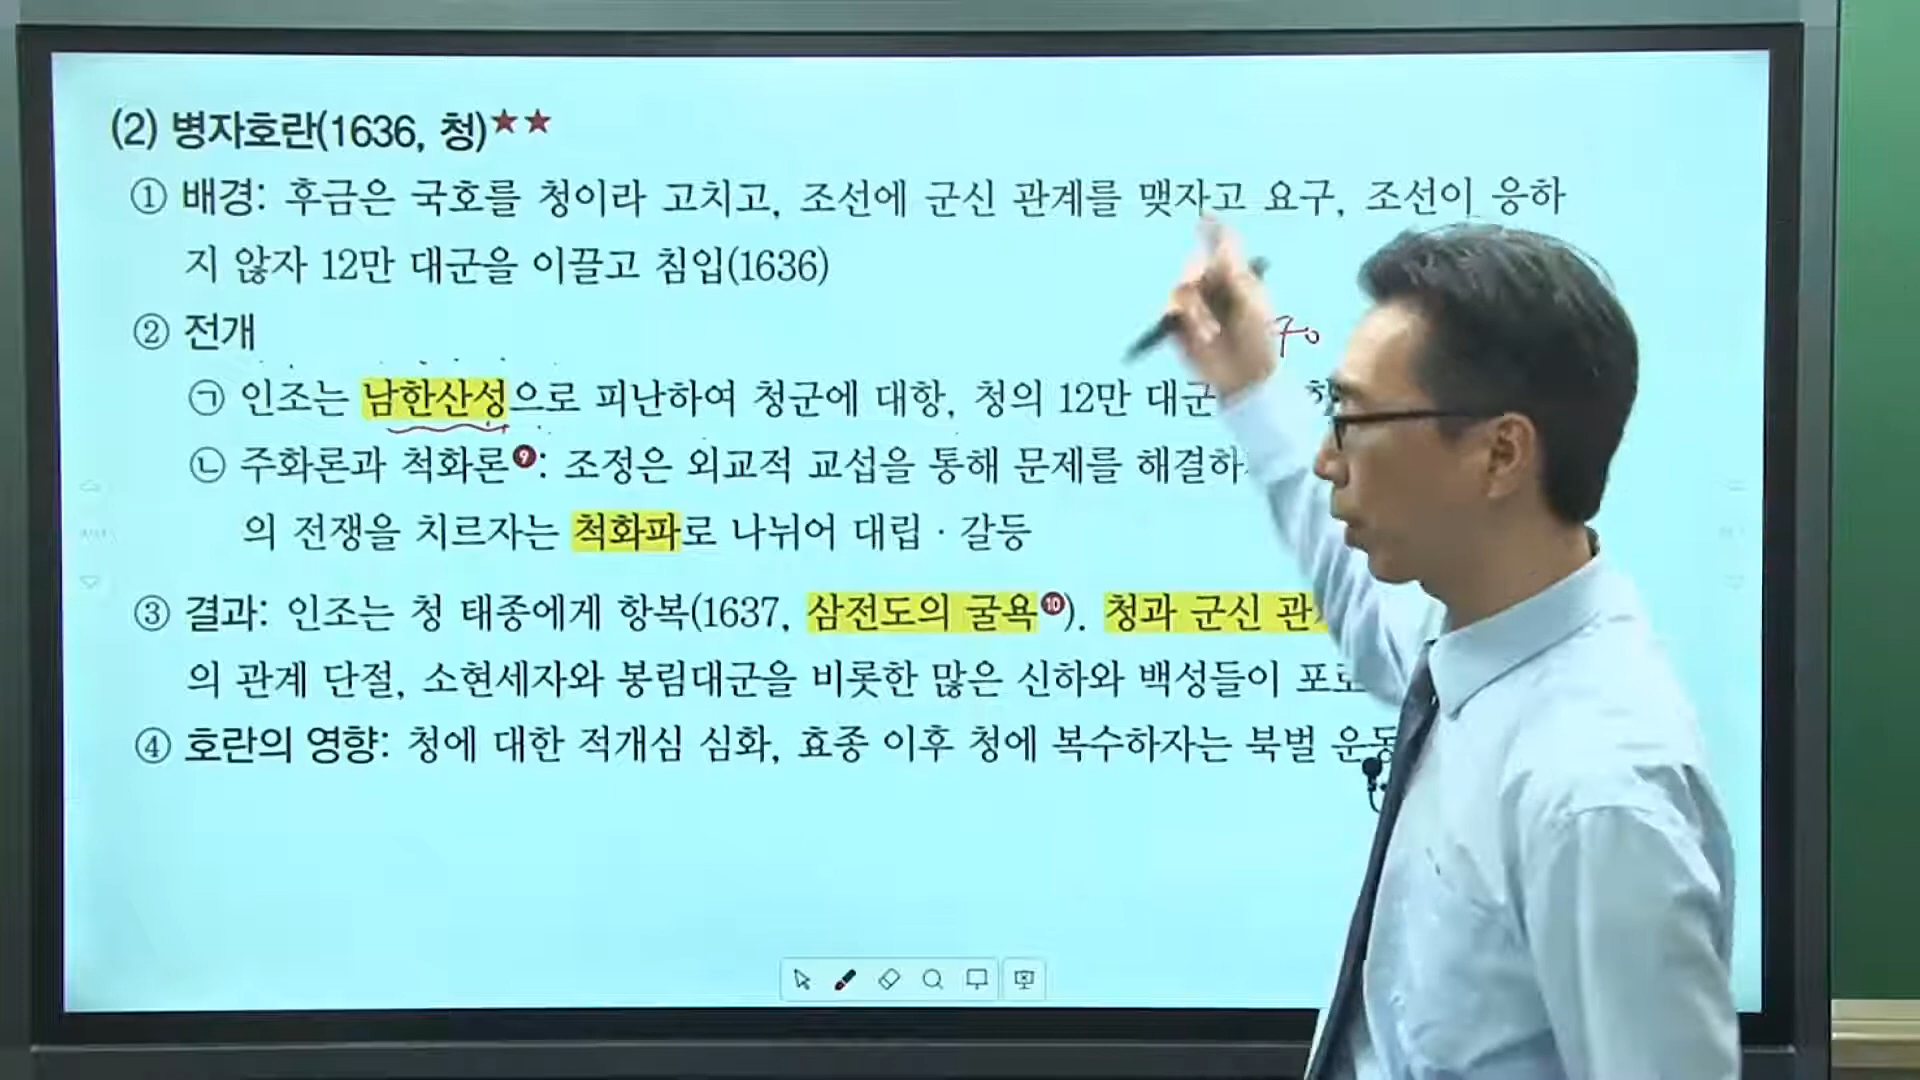 (2) 병자호란(1636, 청)★★
① 배경: 후금은 국호를 청이라 고치고, 조선에 군신 관계를 맺자고 요구, 조선이 응하
지 않자 12만 대군을 이끌고 침입(1636)
② 전개
40
㉠ 인조는 남한산성으로 피난하여 청군에 대항, 청의 12만 대군
㉡ 주화론과 척화론❾: 조정은 외교적 교섭을 통해 문제를 해결하
의 전쟁을 치르자는 척화파로 나뉘어 대립 · 갈등
③ 결과: 인조는 청 태종에게 항복(1637, 삼전도의 굴욕❿). 청과 군신
의 관계 단절, 소현세자와 봉림대군을 비롯한 많은 신하와 백성들이 포로
④ 호란의 영향: 청에 대한 적개심 심화, 효종 이후 청에 복수하자는 북벌 운동